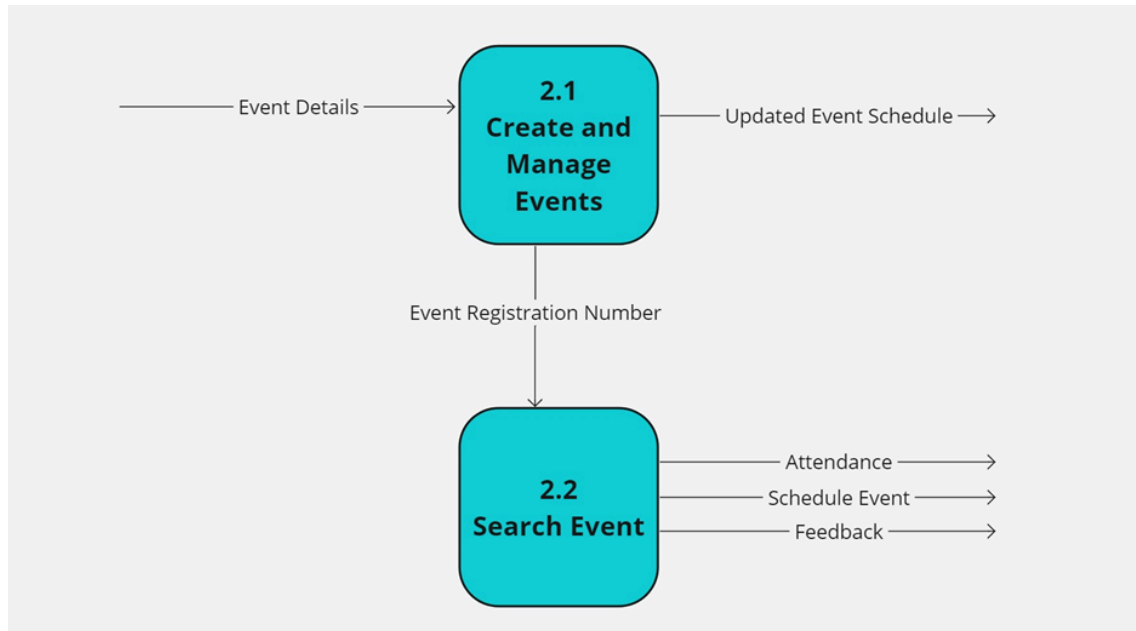 2.1
Create and
Manage
Events
Event Details
Updated Event Schedule
Event Registration Number
2.2
Search Event
Attendance
Schedule Event
Feedback